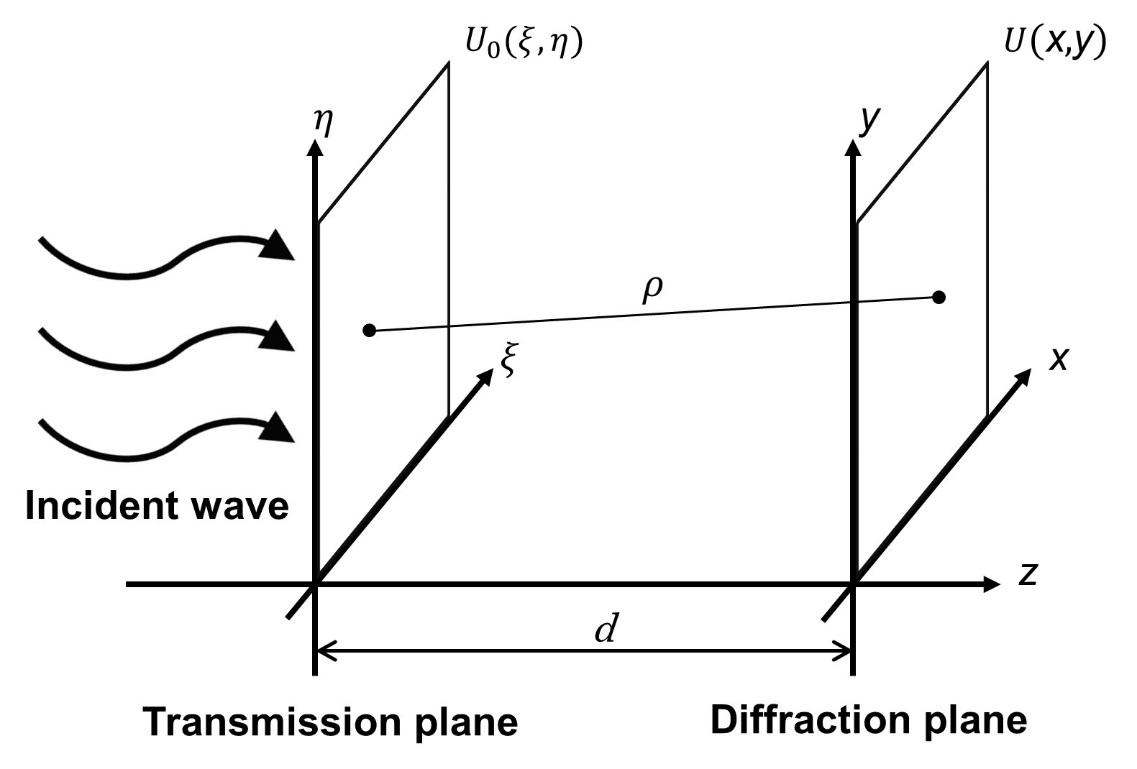 U₀(ξ,η)
U(x,y)
η
y
ρ
ξ
x
Incident wave
z
d
Transmission plane
Diffraction plane